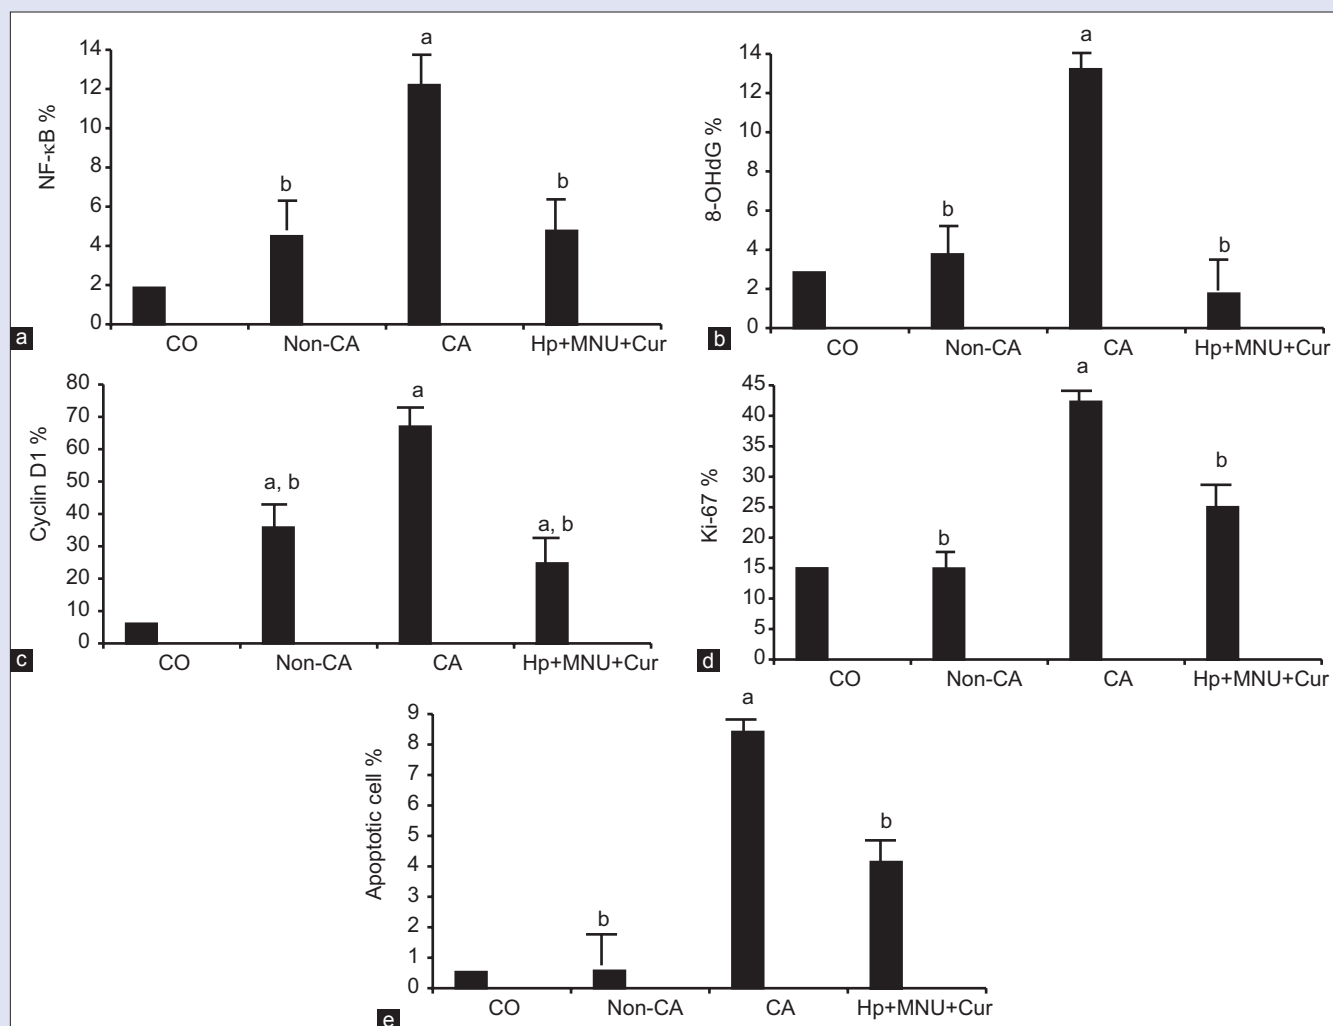 a
14
12
10
8
6
4
2
0
NF-κB %
b
b
CO Non-CA CA Hp+MNU+Cur
a
a
14
12
10
8
6
4
2
0
8-OHdG %
b
b
CO Non-CA CA Hp+MNU+Cur
b
a
80
70
60
50
40
30
20
10
0
Cyclin D1 %
a, b
a, b
CO Non-CA CA Hp+MNU+Cur
c
a
45
40
35
30
25
20
15
10
5
0
Ki-67 %
b
b
CO Non-CA CA Hp+MNU+Cur
d
a
9
8
7
6
5
4
3
2
1
0
Apoptotic cell %
b
b
CO Non-CA CA Hp+MNU+Cur
e